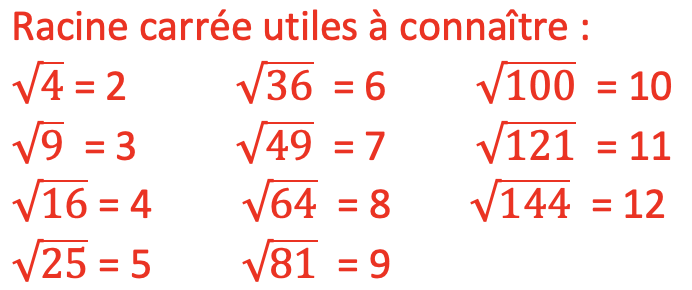 Racine carrée utiles à connaître :
√4 = 2 √36 = 6 √100 = 10
√9 = 3 √49 = 7 √121 = 11
√16 = 4 √64 = 8 √144 = 12
√25 = 5 √81 = 9